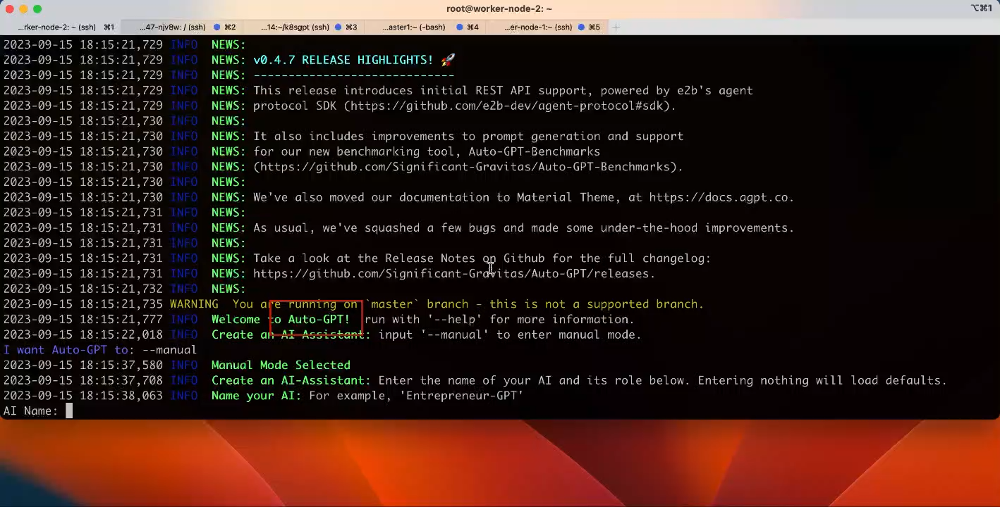 root@worker-node-2: ~
⌥⌘1
...rker-node-2: ~ (ssh) ⌘1 ...47-njv8w: / (ssh) ⌘2 ...14:~/k8sgpt (ssh) ⌘3 ...aster1:~ (-bash) ⌘4 ...er-node-1:~ (ssh) ⌘5 +
2023-09-15 18:15:21,729 INFO NEWS:
2023-09-15 18:15:21,729 INFO NEWS: v0.4.7 RELEASE HIGHLIGHTS! 🚀
2023-09-15 18:15:21,729 INFO NEWS: -----------------------------
2023-09-15 18:15:21,729 INFO NEWS: This release introduces initial REST API support, powered by e2b's agent
2023-09-15 18:15:21,729 INFO NEWS: protocol SDK (https://github.com/e2b-dev/agent-protocol#sdk).
2023-09-15 18:15:21,730 INFO NEWS:
2023-09-15 18:15:21,730 INFO NEWS: It also includes improvements to prompt generation and support
2023-09-15 18:15:21,730 INFO NEWS: for our new benchmarking tool, Auto-GPT-Benchmarks
2023-09-15 18:15:21,730 INFO NEWS: (https://github.com/Significant-Gravitas/Auto-GPT-Benchmarks).
2023-09-15 18:15:21,730 INFO NEWS:
2023-09-15 18:15:21,730 INFO NEWS: We've also moved our documentation to Material Theme, at https://docs.agpt.co.
2023-09-15 18:15:21,731 INFO NEWS:
2023-09-15 18:15:21,731 INFO NEWS: As usual, we've squashed a few bugs and made some under-the-hood improvements.
2023-09-15 18:15:21,731 INFO NEWS:
2023-09-15 18:15:21,731 INFO NEWS: Take a look at the Release Notes on Github for the full changelog:
2023-09-15 18:15:21,731 INFO NEWS: https://github.com/Significant-Gravitas/Auto-GPT/releases.
2023-09-15 18:15:21,732 INFO NEWS:
2023-09-15 18:15:21,735 WARNING You are running on `master` branch - this is not a supported branch.
2023-09-15 18:15:21,777 INFO Welcome to Auto-GPT! run with '--help' for more information.
2023-09-15 18:15:22,018 INFO Create an AI-Assistant: input '--manual' to enter manual mode.
I want Auto-GPT to: --manual
2023-09-15 18:15:37,580 INFO Manual Mode Selected
2023-09-15 18:15:37,708 INFO Create an AI-Assistant: Enter the name of your AI and its role below. Entering nothing will load defaults.
2023-09-15 18:15:38,063 INFO Name your AI: For example, 'Entrepreneur-GPT'
AI Name: